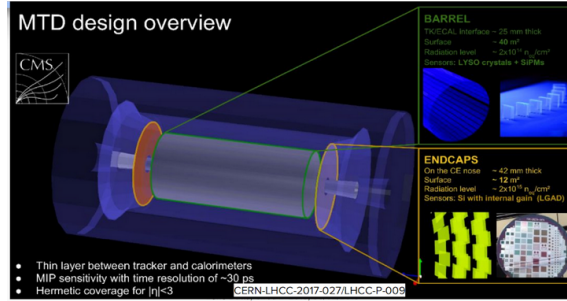 MTD design overview
CMS
BARREL
TK/ECAL Interface ~ 25 mm thick
Surface ~ 40 m²
Radiation level ~ 2x10¹⁴ n_eq/cm²
Sensors: LYSO crystals + SiPMs
ENDCAPS
On the CE nose ~ 42 mm thick
Surface ~ 12 m²
Radiation level ~ 2x10¹⁵ n_eq/cm²
Sensors: Si with internal gain (LGAD)
• Thin layer between tracker and calorimeters
• MIP sensitivity with time resolution of ~30 ps
• Hermetic coverage for |η|<3
CERN-LHCC-2017-027/LHCC-P-009